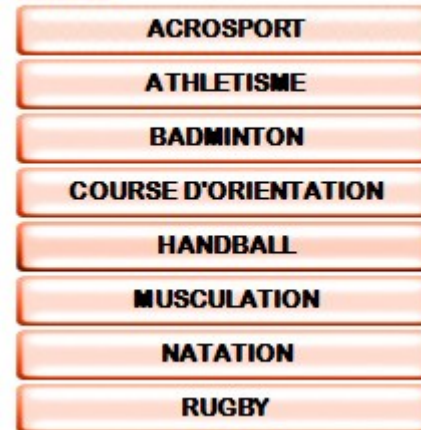 ACROSPORT
ATHLETISME
BADMINTON
COURSE D'ORIENTATION
HANDBALL
MUSCULATION
NATATION
RUGBY